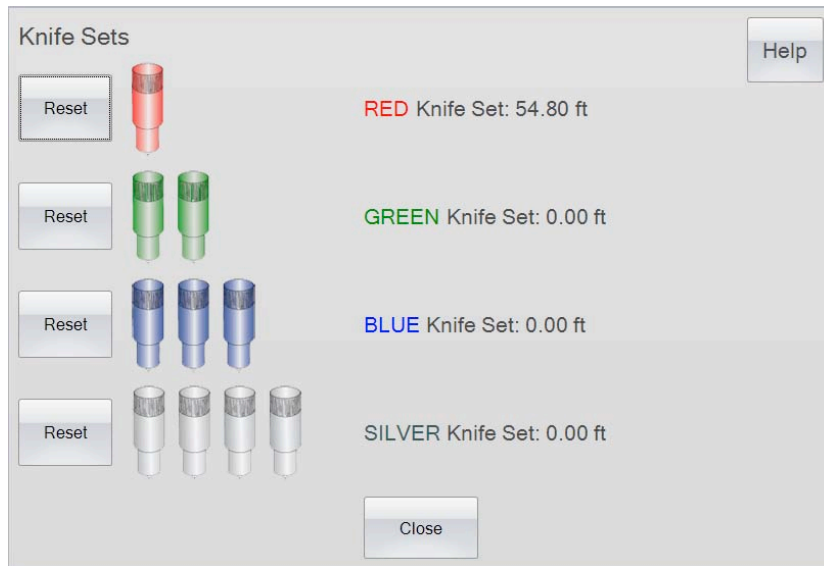 Knife Sets
Help
Reset
RED Knife Set: 54.80 ft
Reset
GREEN Knife Set: 0.00 ft
Reset
BLUE Knife Set: 0.00 ft
Reset
SILVER Knife Set: 0.00 ft
Close